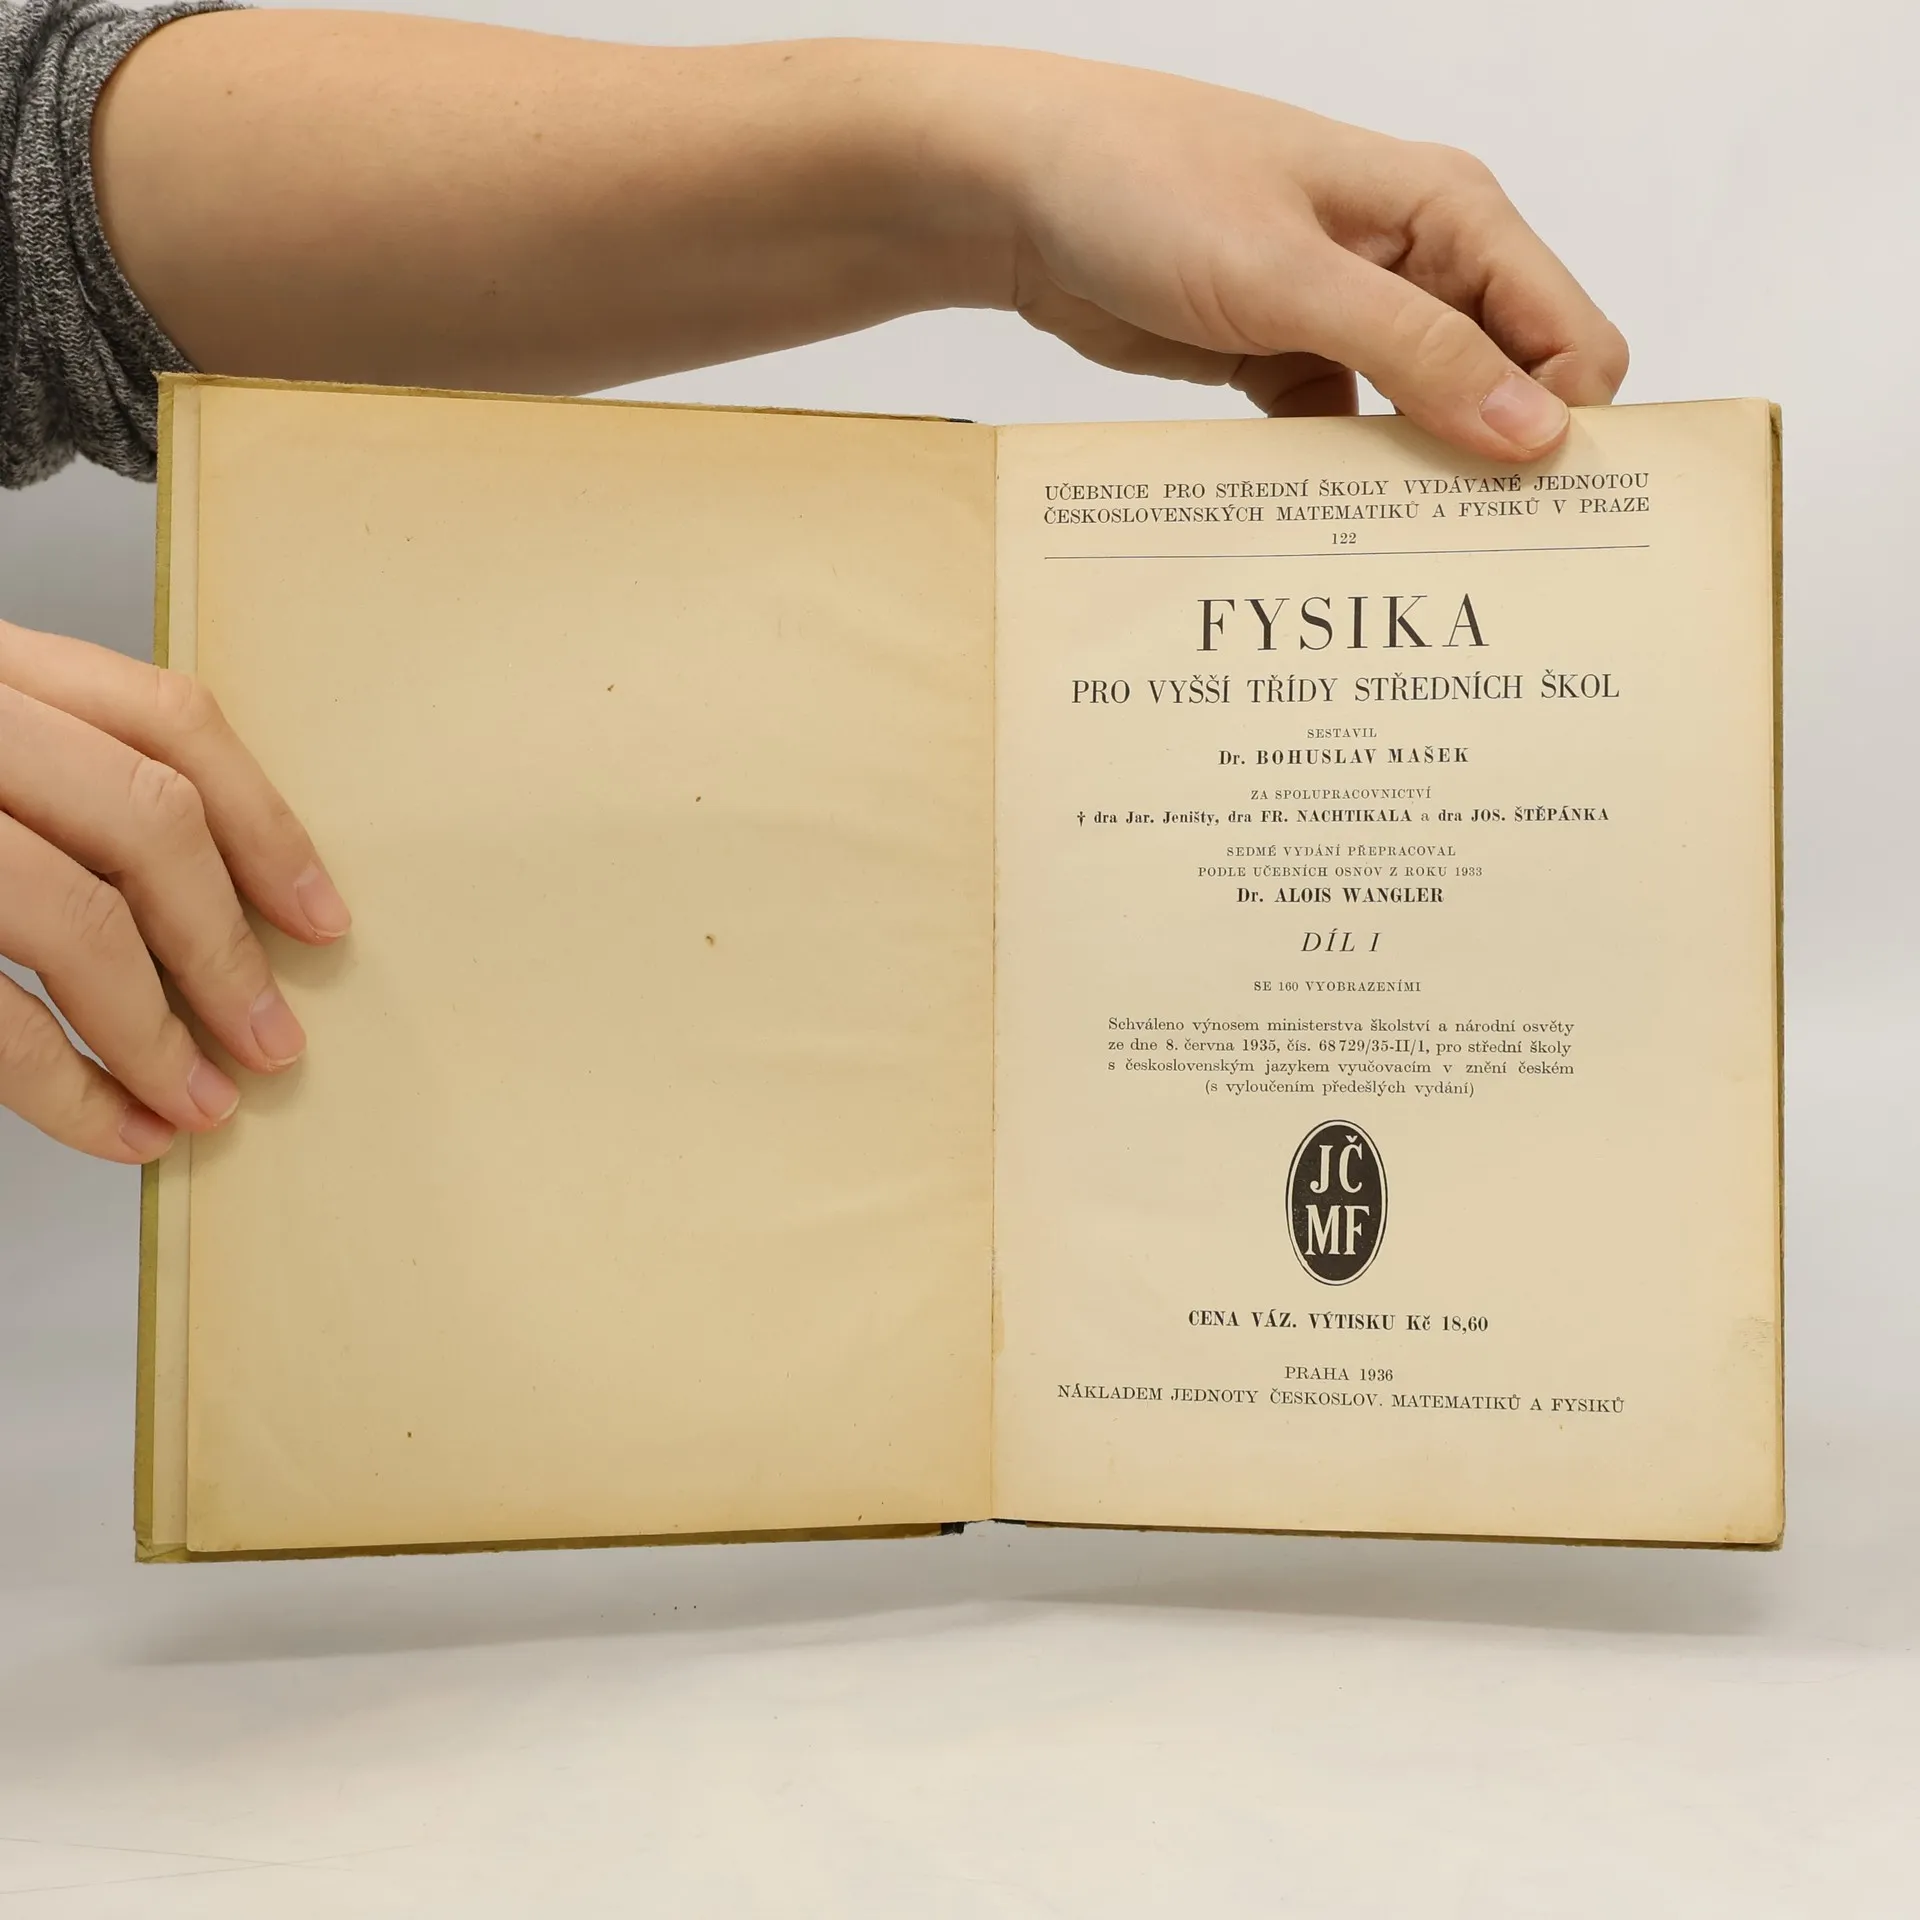 UČEBNICE PRO STŘEDNÍ ŠKOLY VYDÁVANÉ JEDNOTOU
ČESKOSLOVENSKÝCH MATEMATIKŮ A FYSIKŮ V PRAZE
122
FYSIKA
PRO VYŠŠÍ TŘÍDY STŘEDNÍCH ŠKOL
SESTAVIL
Dr. BOHUSLAV MAŠEK
ZA SPOLUPRACOVNICTVÍ
† dra Jar. Jeništy, dra FR. NACHTIKALA a dra JOS. ŠTĚPÁNKA
SEDMÉ VYDÁNÍ PŘEPRACOVAL
PODLE UČEBNÍCH OSNOV Z ROKU 1933
Dr. ALOIS WANGLER
DÍL I
SE 160 VYOBRAZENÍMI
Schváleno výnosem ministerstva školství a národní osvěty
ze dne 8. června 1935, čís. 68729/35-II/1, pro střední školy
s československým jazykem vyučovacím v znění českém
(s vyloučením předešlých vydání)
JČ
MF
CENA VÁZ. VÝTISKU Kč 18,60
PRAHA 1936
NÁKLADEM JEDNOTY ČESKOSLOV. MATEMATIKŮ A FYSIKŮ